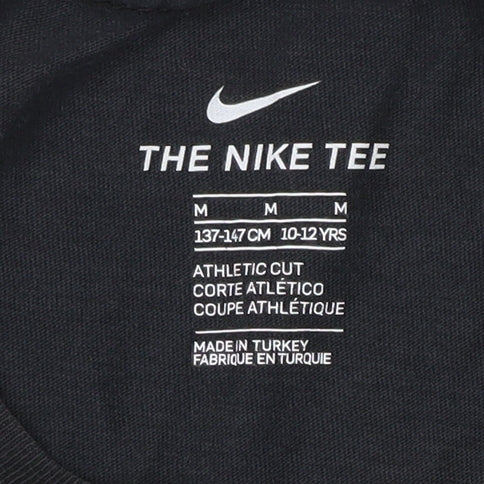 THE NIKE TEE
M M M
137-147 CM 10-12 YRS
ATHLETIC CUT
CORTE ATLÉTICO
COUPE ATHLÉTIQUE
MADE IN TURKEY
FABRIQUE EN TURQUIE